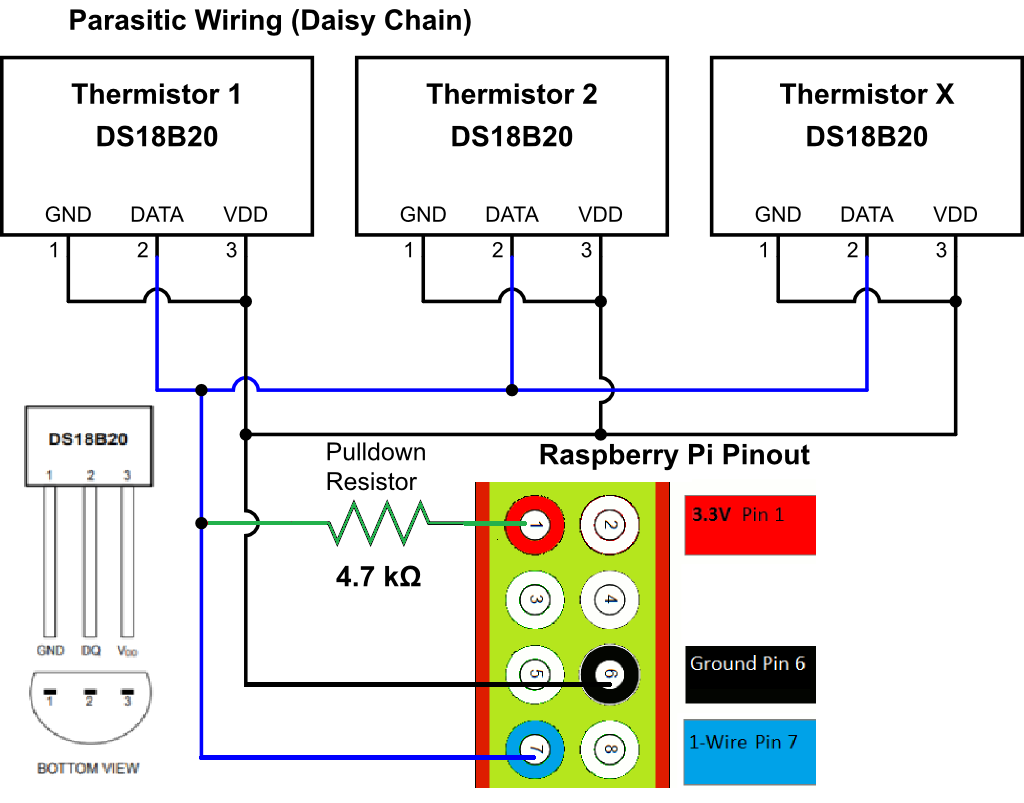 Parasitic Wiring (Daisy Chain)
Thermistor 1
DS18B20
GND DATA VDD
1 2 3
Thermistor 2
DS18B20
GND DATA VDD
1 2 3
Thermistor X
DS18B20
GND DATA VDD
1 2 3
DS18B20
1 2 3
GND DQ VDD
1 2 3
BOTTOM VIEW
Pulldown
Resistor
4.7 kΩ
Raspberry Pi Pinout
1 2
3 4
5 6
7 8
3.3V Pin 1
Ground Pin 6
1-Wire Pin 7